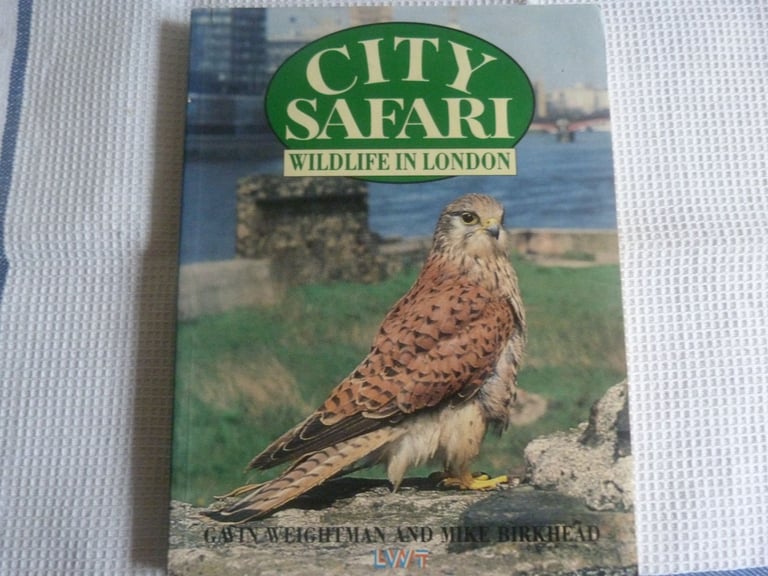 CITY
SAFARI
WILDLIFE IN LONDON
GAVIN WEIGHTMAN AND MIKE BIRKHEAD
LWT